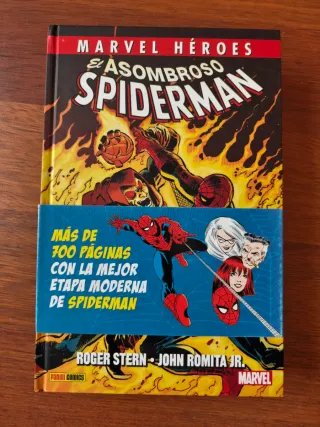 MARVEL HÉROES
El ASOMBROSO
SPIDERMAN
MÁS DE
700 PÁGINAS
CON LA MEJOR
ETAPA MODERNA
DE SPIDERMAN
ROGER STERN • JOHN ROMITA JR.
PANINI COMICS
MARVEL